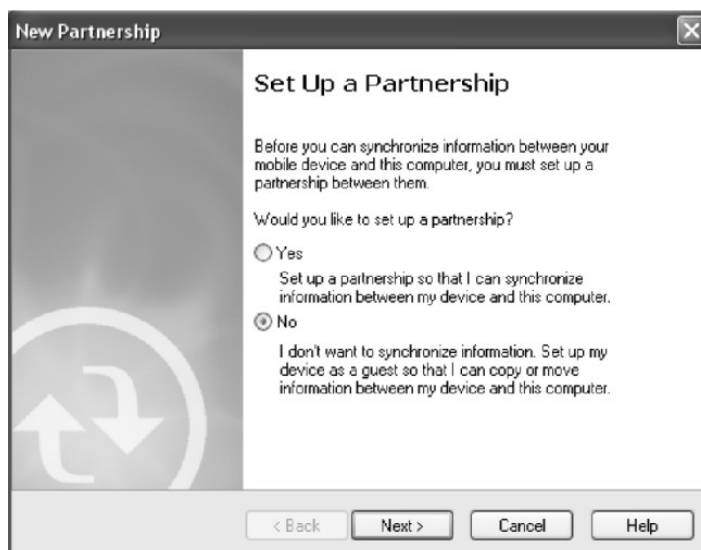 New Partnership
Set Up a Partnership
Before you can synchronize information between your
mobile device and this computer, you must set up a
partnership between them.
Would you like to set up a partnership?
Yes
Set up a partnership so that I can synchronize
information between my device and this computer.
No
I don't want to synchronize information. Set up my
device as a guest so that I can copy or move
information between my device and this computer.
< Back Next > Cancel Help